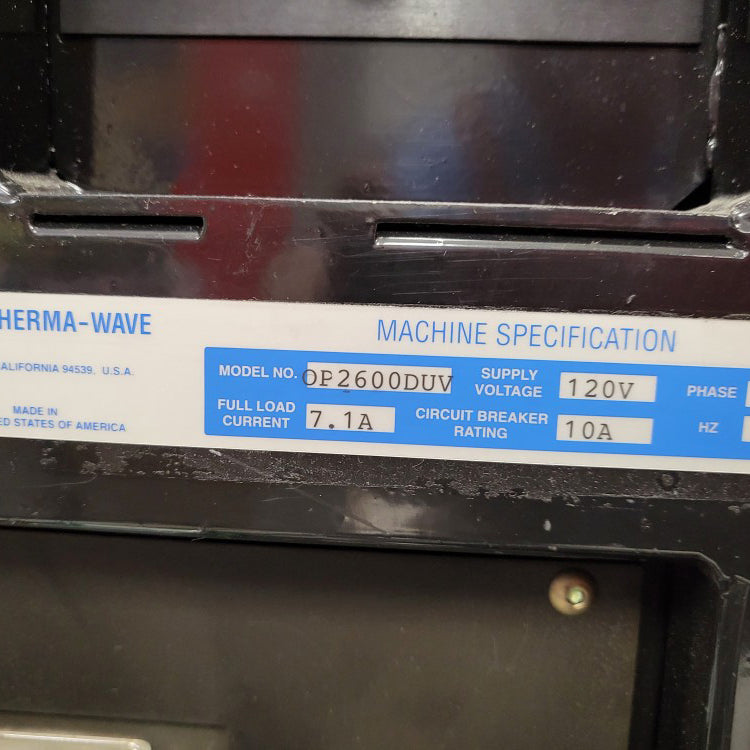 HERMA-WAVE
ALIFORNIA 94539. U.S.A.
MADE IN
D STATES OF AMERICA
MACHINE SPECIFICATION
MODEL NO. OP2600DUV
SUPPLY VOLTAGE 120V
PHASE
FULL LOAD CURRENT 7.1A
CIRCUIT BREAKER RATING 10A
HZ